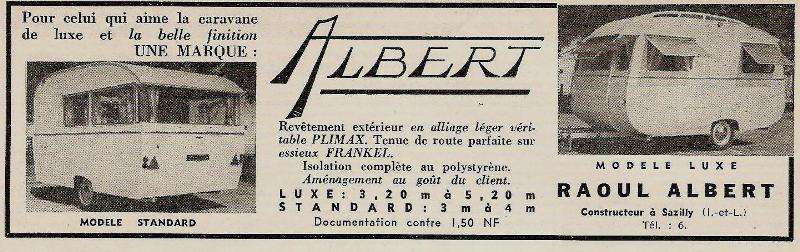 Pour celui qui aime la caravane
de luxe et la belle finition
UNE MARQUE :
MODELE STANDARD
ALBERT
Revêtement extérieur en alliage léger véri-
table PLIMAX. Tenue de route parfaite sur
essieux FRANKEL.
Isolation complète au polystyrène.
Aménagement au goût du client.
LUXE: 3,20 m à 5,20 m
STANDARD: 3 m à 4 m
Documentation contre 1,50 NF
MODELE LUXE
RAOUL ALBERT
Constructeur à Sazilly (I.-et-L.)
Tél. : 6.